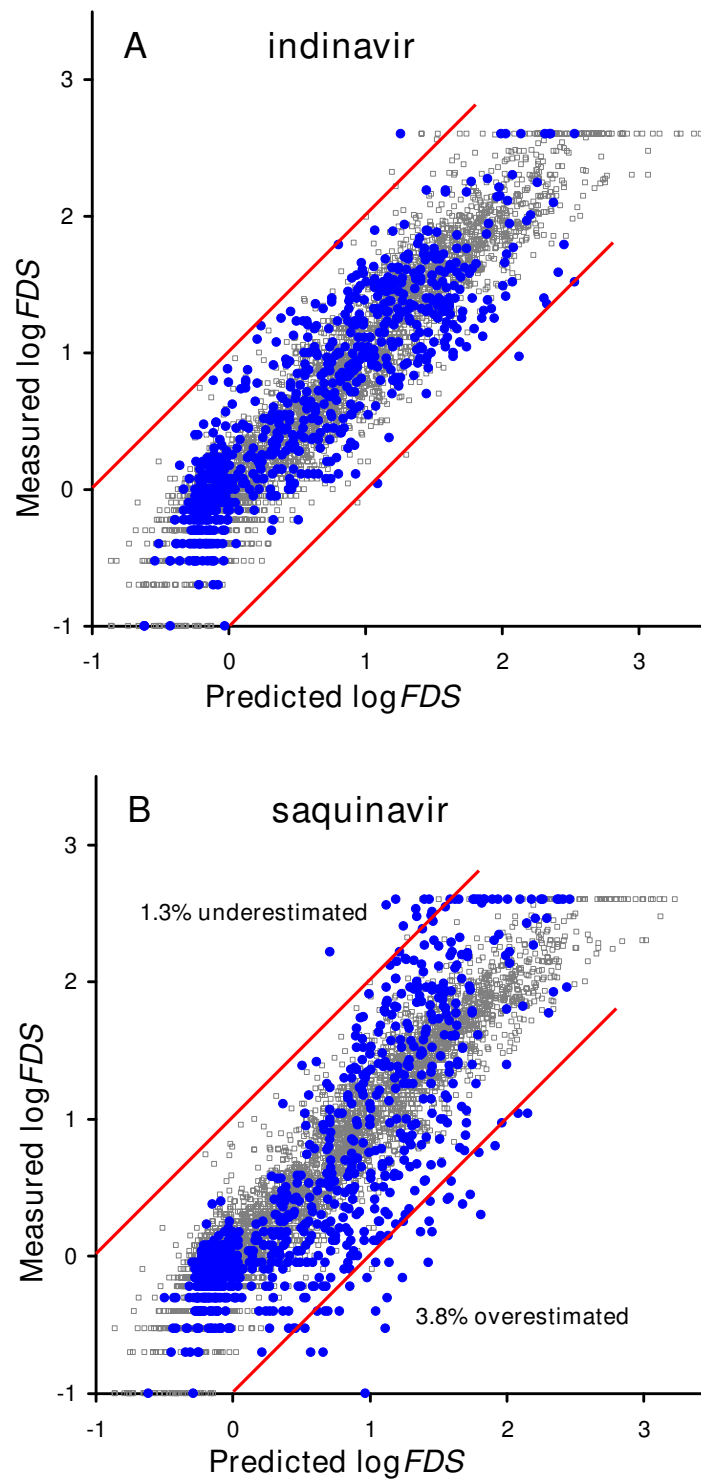 A
indinavir
3
2
1
0
-1
-1
0
1
2
3
Measured logFDS
Predicted logFDS
B
saquinavir
3
1.3% underestimated
2
1
0
3.8% overestimated
-1
-1
0
1
2
3
Measured logFDS
Predicted logFDS